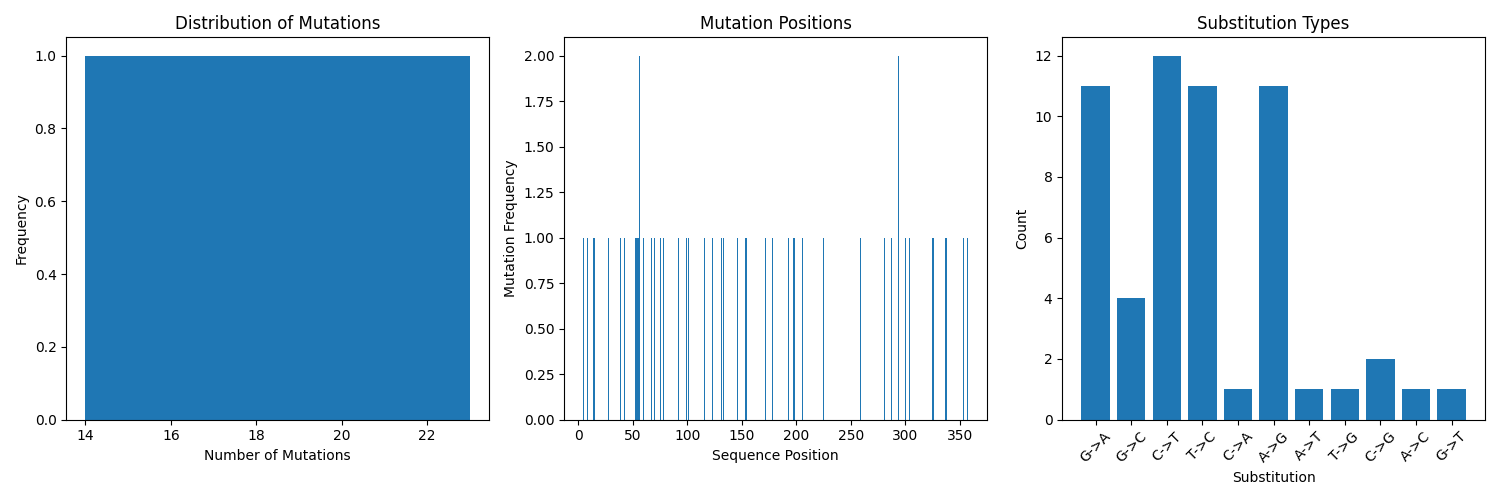 Distribution of Mutations
Frequency
1.0
0.8
0.6
0.4
0.2
0.0
14 16 18 20 22
Number of Mutations
Mutation Positions
Mutation Frequency
2.00
1.75
1.50
1.25
1.00
0.75
0.50
0.25
0.00
0 50 100 150 200 250 300 350
Sequence Position
Substitution Types
Count
12
10
8
6
4
2
0
G->A G->C C->T T->C C->A A->G A->T T->G C->G A->C G->T
Substitution